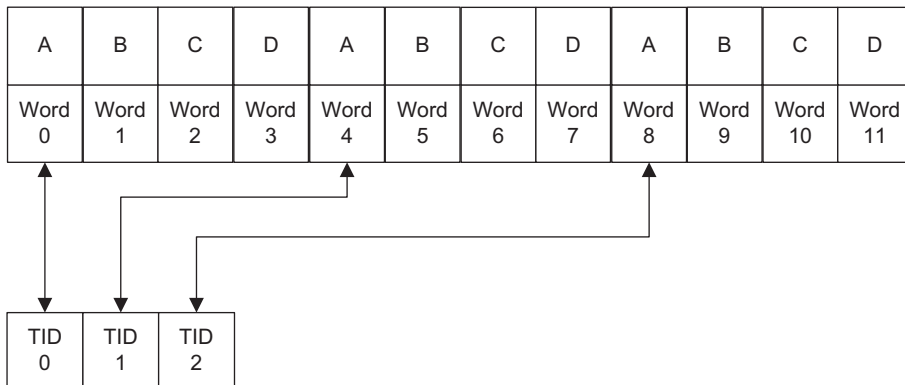 A B C D A B C D A B C D
Word Word Word Word Word Word Word Word Word Word Word Word
0 1 2 3 4 5 6 7 8 9 10 11
TID TID TID
0 1 2